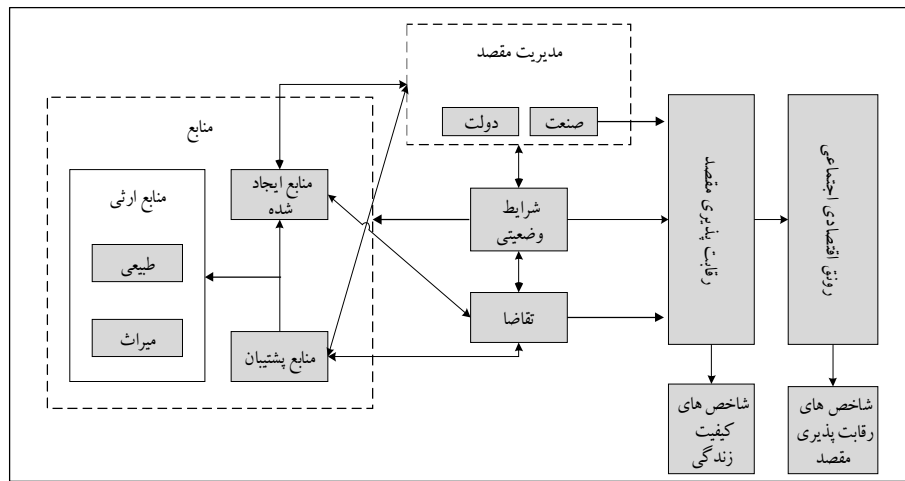 مدیریت مقصد
صنعت
دولت
منابع
منابع ارثی
طبیعی
میراث
منابع ایجاد
شده
منابع پشتیبان
شرایط
وضعیتی
تقاضا
رقابت پذیری مقصد
رونق اقتصادی اجتماعی
شاخص های
کیفیت
زندگی
شاخص های
رقابت پذیری
مقصد